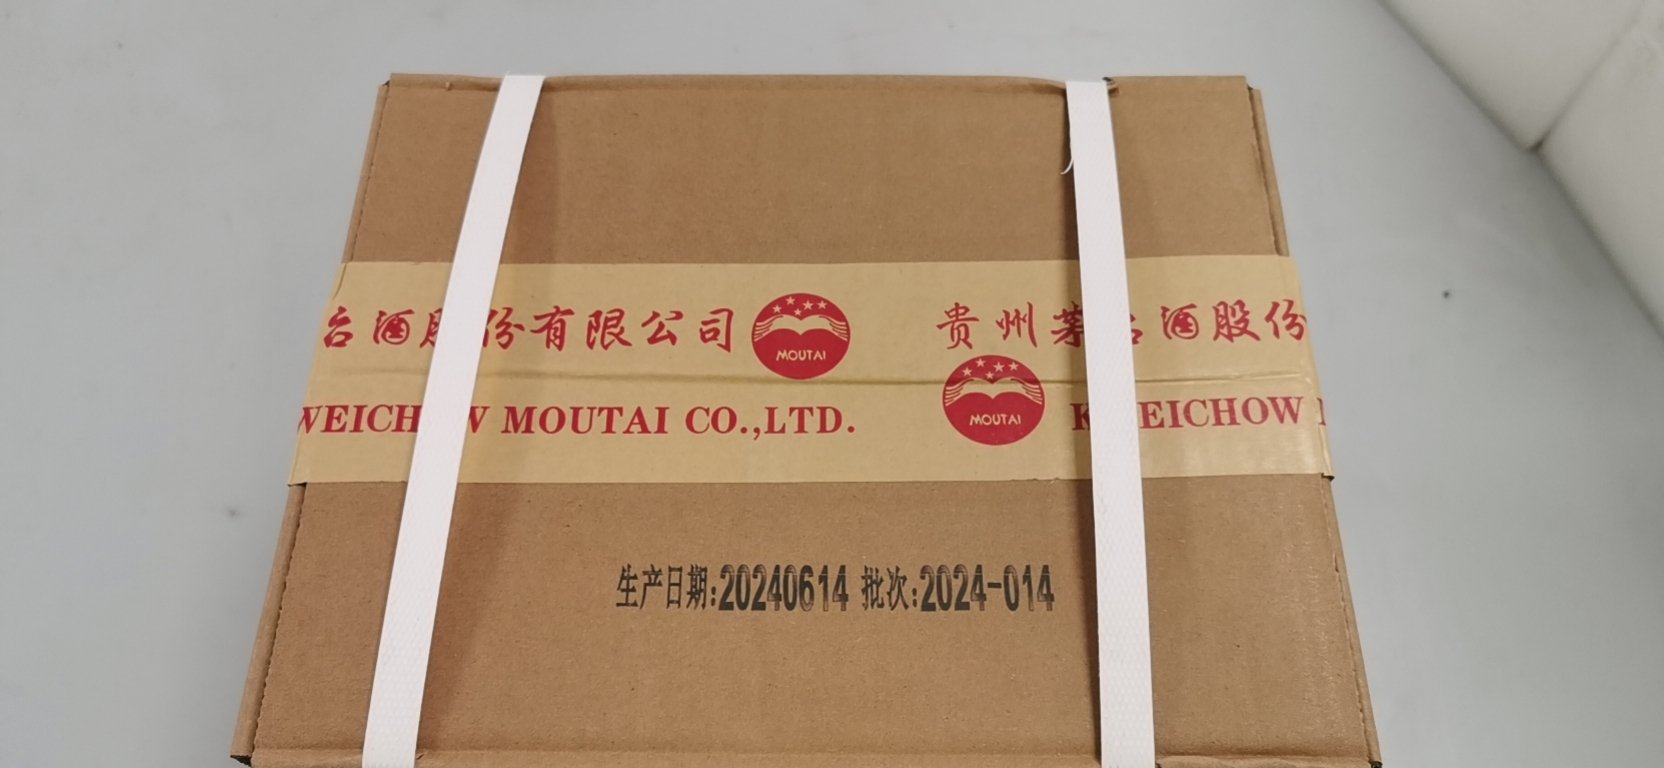 台酒股份有限公司
MOUTAI
贵州茅台酒股份
WEICHOW MOUTAI CO.,LTD.
MOUTAI
KWEICHOW
生产日期:20240614 批次:2024-014